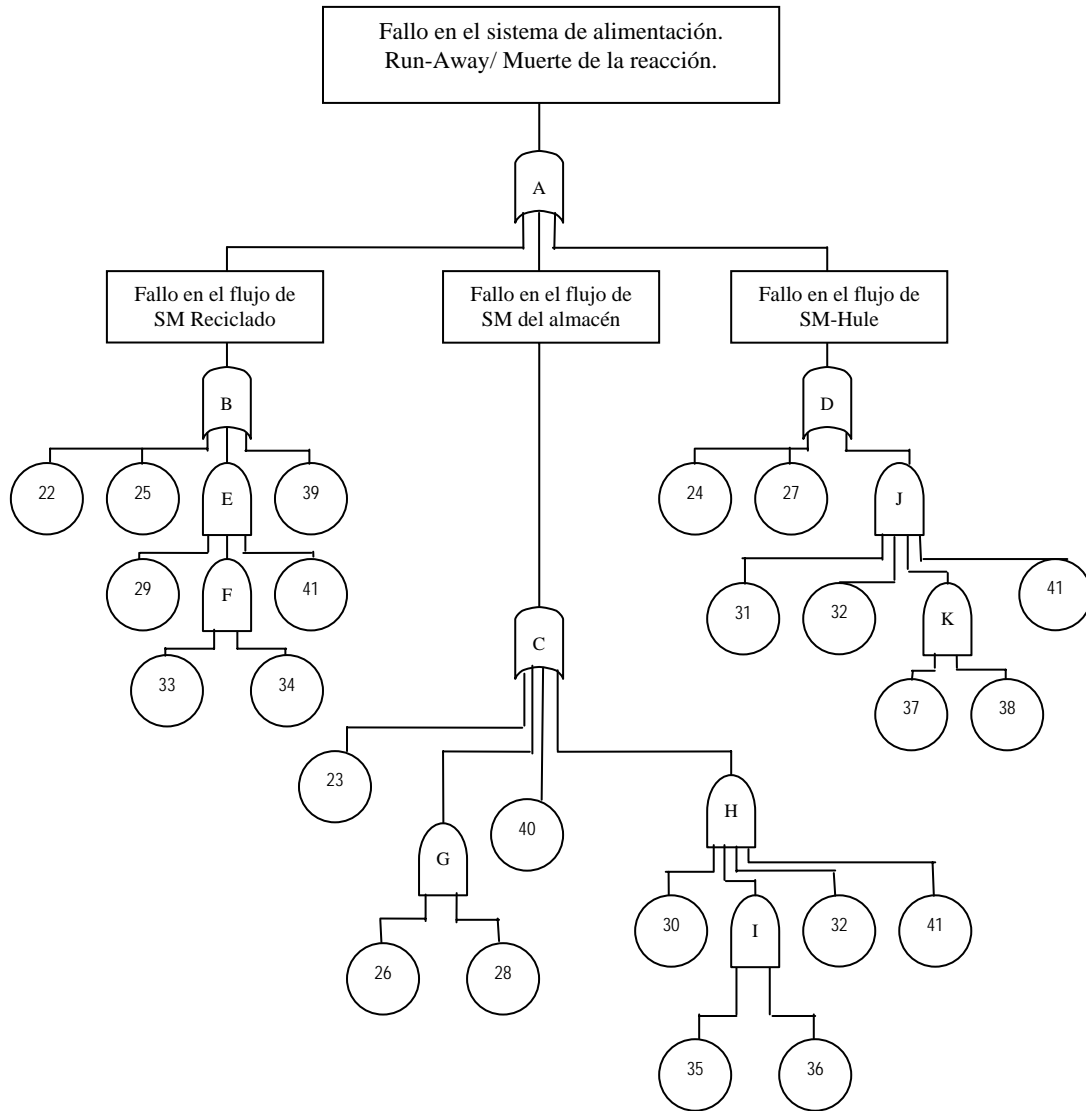 Fallo en el sistema de alimentación.
Run-Away/ Muerte de la reacción.
A
Fallo en el flujo de
SM Reciclado
Fallo en el flujo de
SM del almacén
Fallo en el flujo de
SM-Hule
B
D
22
25
E
39
24
27
J
29
F
41
31
32
K
41
33
34
C
37
38
23
40
H
G
30
I
32
41
26
28
35
36